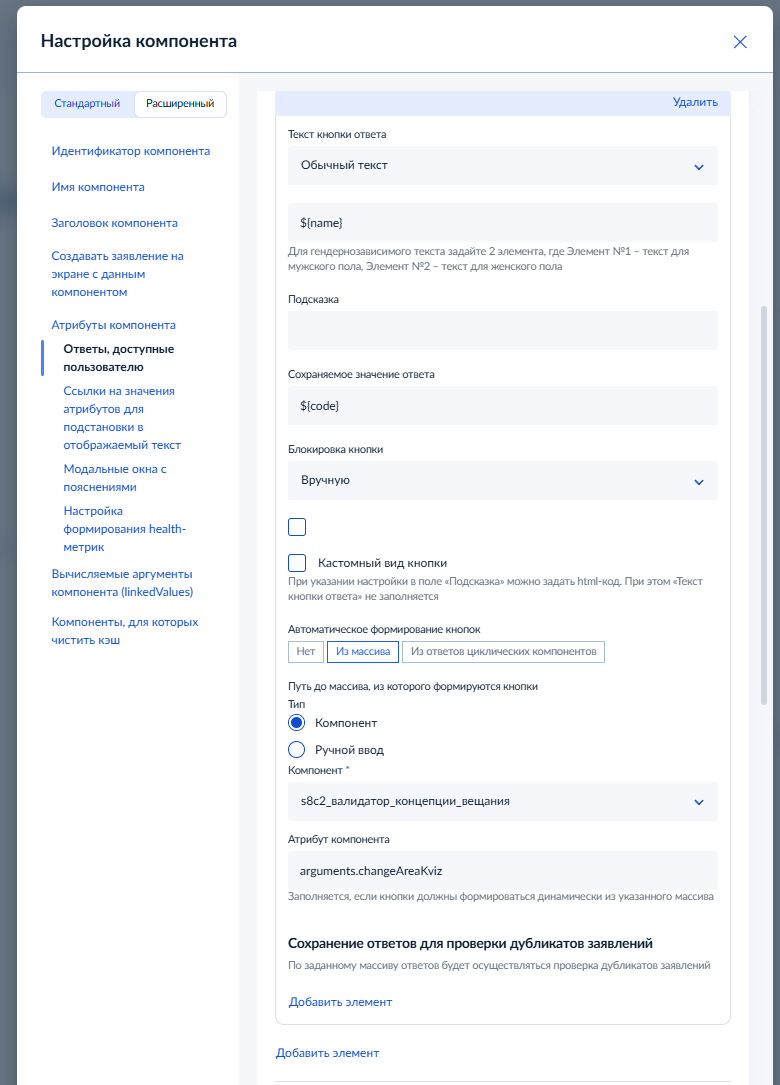 Настройка компонента
Стандартный
Расширенный
Идентификатор компонента
Имя компонента
Заголовок компонента
Создавать заявление на
экране с данным
компонентом
Атрибуты компонента
Ответы, доступные
пользователю
Ссылки на значения
атрибутов для
подстановки в
отображаемый текст
Модальные окна с
пояснениями
Настройка
формирования health-
метрик
Вычисляемые аргументы
компонента (linkedValues)
Компоненты, для которых
чистить кэш
Удалить
Текст кнопки ответа
Обычный текст
${name}
Для гендернозависимого текста задайте 2 элемента, где Элемент №1 – текст для
мужского пола, Элемент №2 – текст для женского пола
Подсказка
Сохраняемое значение ответа
${code}
Блокировка кнопки
Вручную
Кастомный вид кнопки
При указании настройки в поле «Подсказка» можно задать html-код. При этом «Текст
кнопки ответа» не заполняется
Автоматическое формирование кнопок
Нет
Из массива
Из ответов циклических компонентов
Путь до массива, из которого формируются кнопки
Тип
Компонент
Ручной ввод
Компонент *
s8c2_валидатор_концепции_вещания
Атрибут компонента
arguments.changeAreaKviz
Заполняется, если кнопки должны формироваться динамически из указанного массива
Сохранение ответов для проверки дубликатов заявлений
По заданному массиву ответов будет осуществляться проверка дубликатов заявлений
Добавить элемент
Добавить элемент